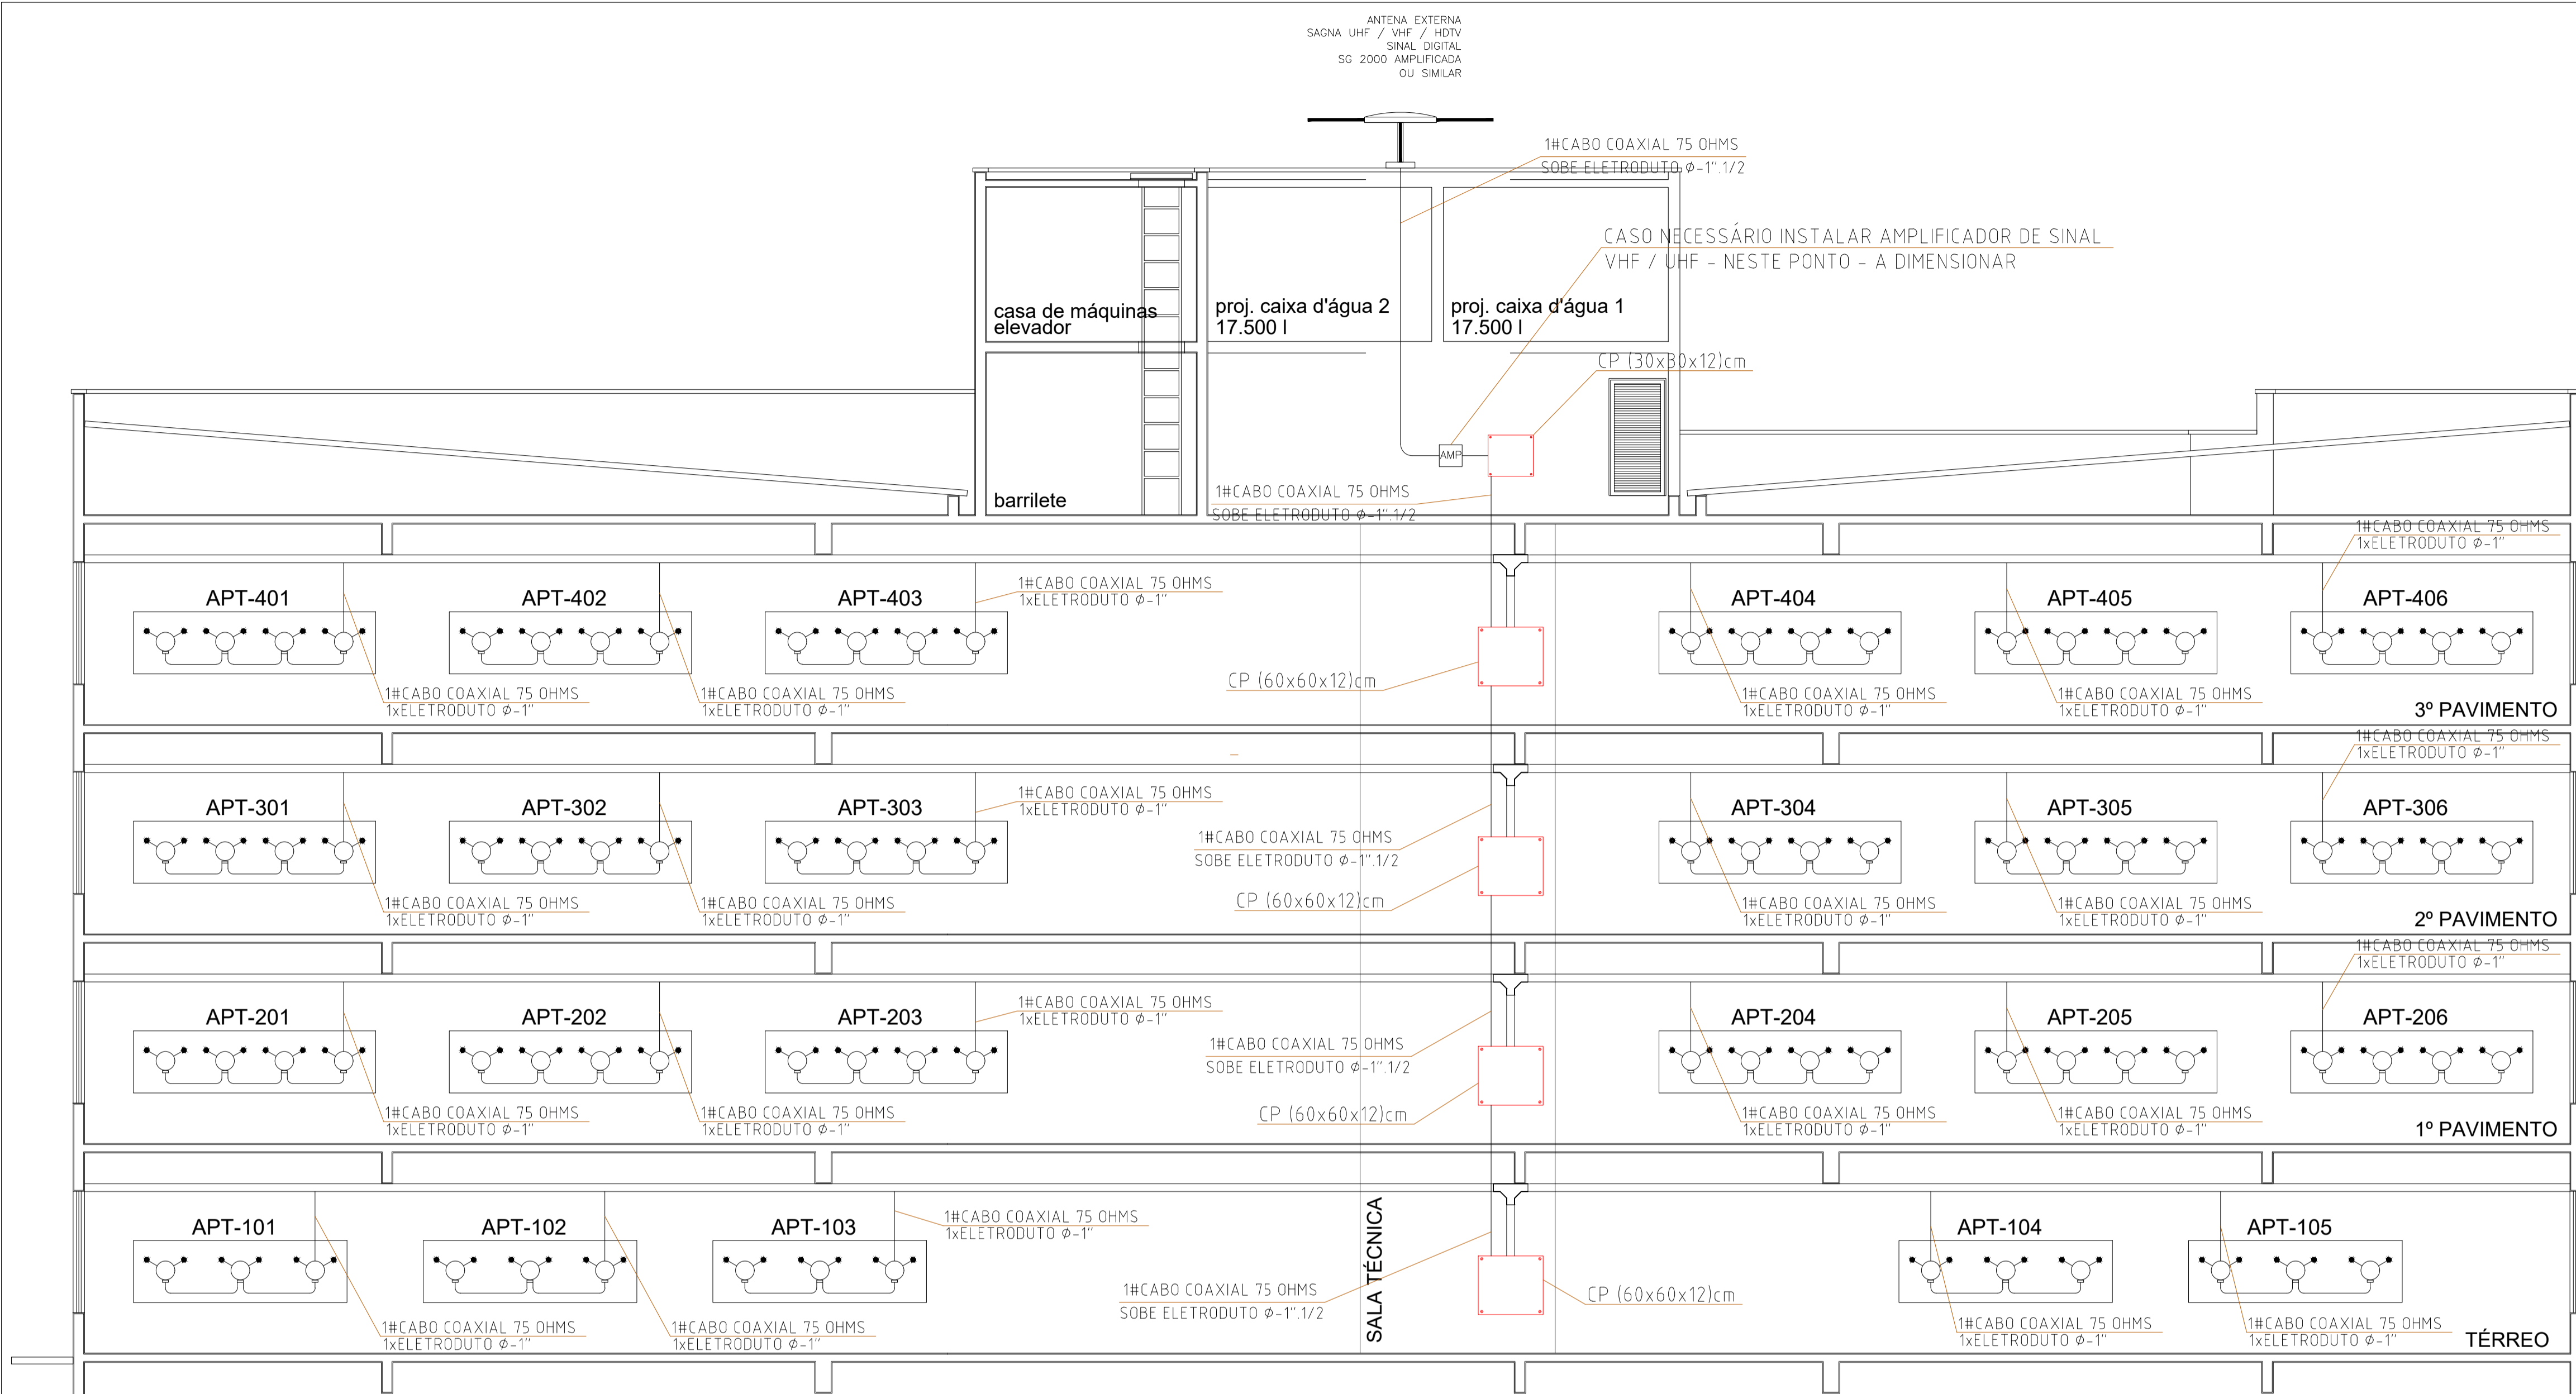 ANTENA EXTERNA
SAGNA UHF / VHF / HDTV
SINAL DIGITAL
SG 2000 AMPLIFICADA
OU SIMILAR
1#CABO COAXIAL 75 OHMS
SOBE ELETRODUTO Ø-1".1/2
CASO NECESSÁRIO INSTALAR AMPLIFICADOR DE SINAL
VHF / UHF - NESTE PONTO - A DIMENSIONAR
casa de máquinas
elevador
proj. caixa d'água 2
17.500 l
proj. caixa d'água 1
17.500 l
CP (30x30x12)cm
AMP
barrilete
1#CABO COAXIAL 75 OHMS
SOBE ELETRODUTO Ø-1".1/2
1#CABO COAXIAL 75 OHMS
1xELETRODUTO Ø-1"
APT-401
APT-402
APT-403
1#CABO COAXIAL 75 OHMS
1xELETRODUTO Ø-1"
APT-404
APT-405
APT-406
CP (60x60x12)cm
1#CABO COAXIAL 75 OHMS
1xELETRODUTO Ø-1"
1#CABO COAXIAL 75 OHMS
1xELETRODUTO Ø-1"
1#CABO COAXIAL 75 OHMS
1xELETRODUTO Ø-1"
1#CABO COAXIAL 75 OHMS
1xELETRODUTO Ø-1"
3º PAVIMENTO
1#CABO COAXIAL 75 OHMS
1xELETRODUTO Ø-1"
APT-301
APT-302
APT-303
1#CABO COAXIAL 75 OHMS
1xELETRODUTO Ø-1"
APT-304
APT-305
APT-306
1#CABO COAXIAL 75 OHMS
SOBE ELETRODUTO Ø-1".1/2
CP (60x60x12)cm
1#CABO COAXIAL 75 OHMS
1xELETRODUTO Ø-1"
1#CABO COAXIAL 75 OHMS
1xELETRODUTO Ø-1"
1#CABO COAXIAL 75 OHMS
1xELETRODUTO Ø-1"
1#CABO COAXIAL 75 OHMS
1xELETRODUTO Ø-1"
2º PAVIMENTO
1#CABO COAXIAL 75 OHMS
1xELETRODUTO Ø-1"
APT-201
APT-202
APT-203
1#CABO COAXIAL 75 OHMS
1xELETRODUTO Ø-1"
APT-204
APT-205
APT-206
1#CABO COAXIAL 75 OHMS
SOBE ELETRODUTO Ø-1".1/2
CP (60x60x12)cm
1#CABO COAXIAL 75 OHMS
1xELETRODUTO Ø-1"
1#CABO COAXIAL 75 OHMS
1xELETRODUTO Ø-1"
1#CABO COAXIAL 75 OHMS
1xELETRODUTO Ø-1"
1#CABO COAXIAL 75 OHMS
1xELETRODUTO Ø-1"
1º PAVIMENTO
APT-101
APT-102
APT-103
1#CABO COAXIAL 75 OHMS
1xELETRODUTO Ø-1"
SALA TÉCNICA
APT-104
APT-105
1#CABO COAXIAL 75 OHMS
SOBE ELETRODUTO Ø-1".1/2
CP (60x60x12)cm
1#CABO COAXIAL 75 OHMS
1xELETRODUTO Ø-1"
1#CABO COAXIAL 75 OHMS
1xELETRODUTO Ø-1"
1#CABO COAXIAL 75 OHMS
1xELETRODUTO Ø-1"
1#CABO COAXIAL 75 OHMS
1xELETRODUTO Ø-1"
TÉRREO